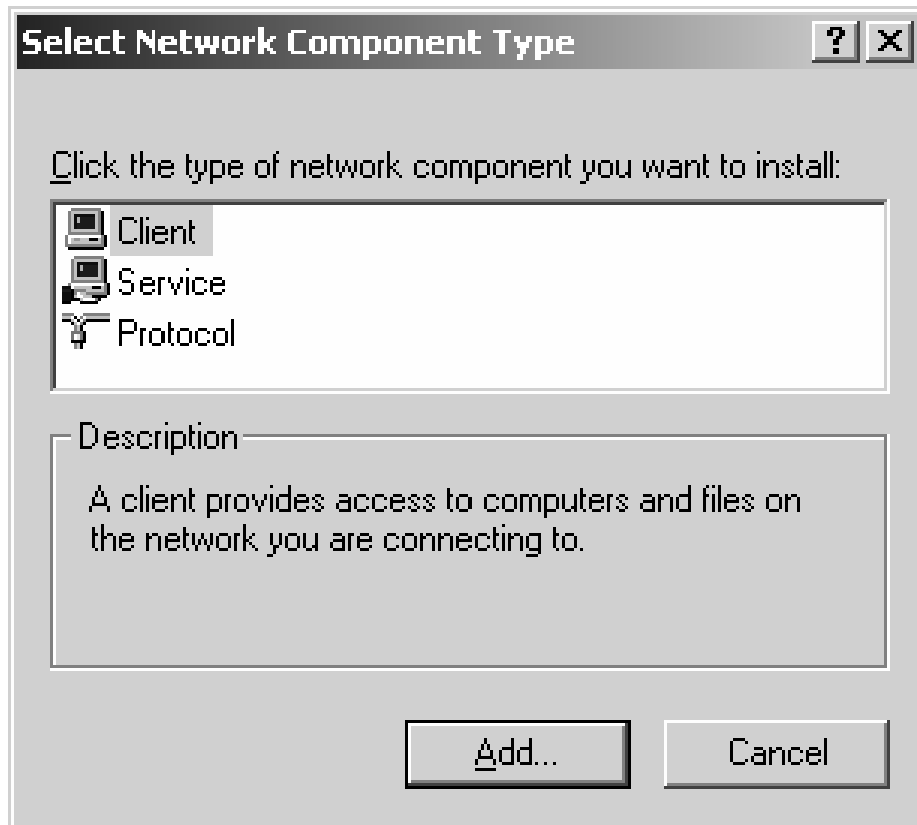 Select Network Component Type
Click the type of network component you want to install:
Client
Service
Protocol
Description
A client provides access to computers and files on
the network you are connecting to.
Add...
Cancel